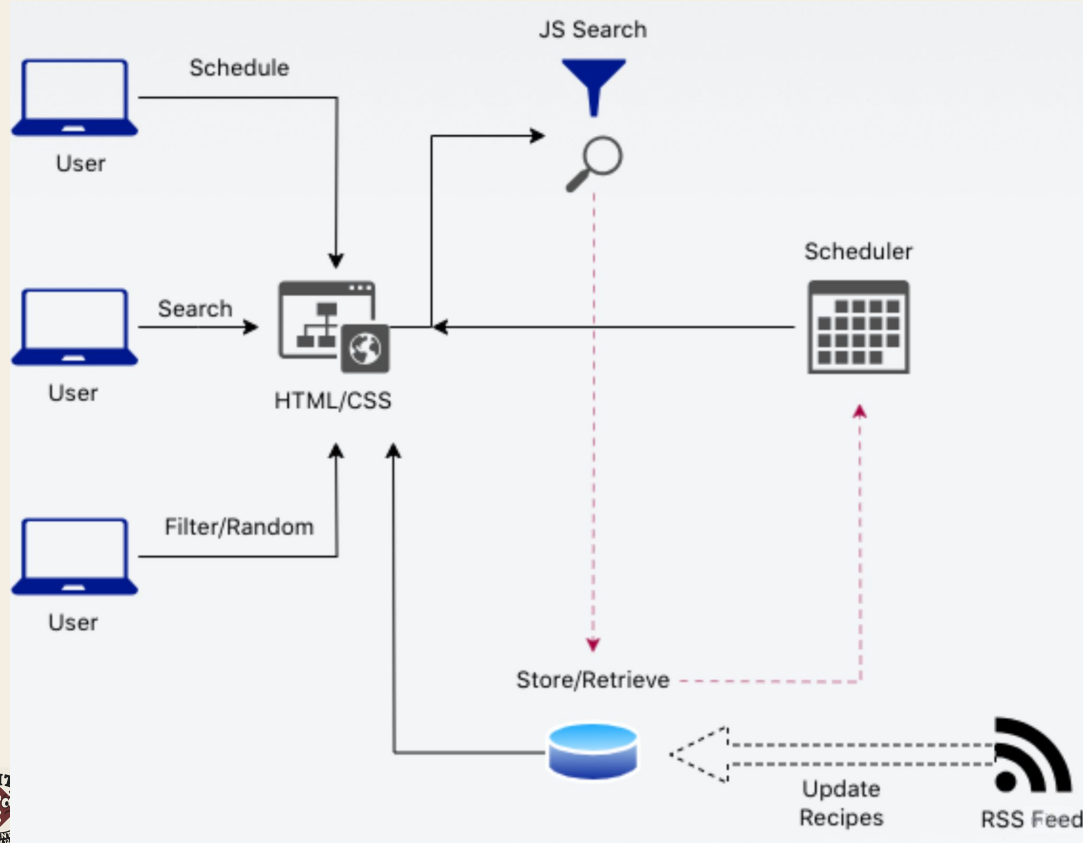 JS Search
Schedule
User
Scheduler
Search
User
HTML/CSS
Filter/Random
User
Store/Retrieve
Update
Recipes
RSS Feed